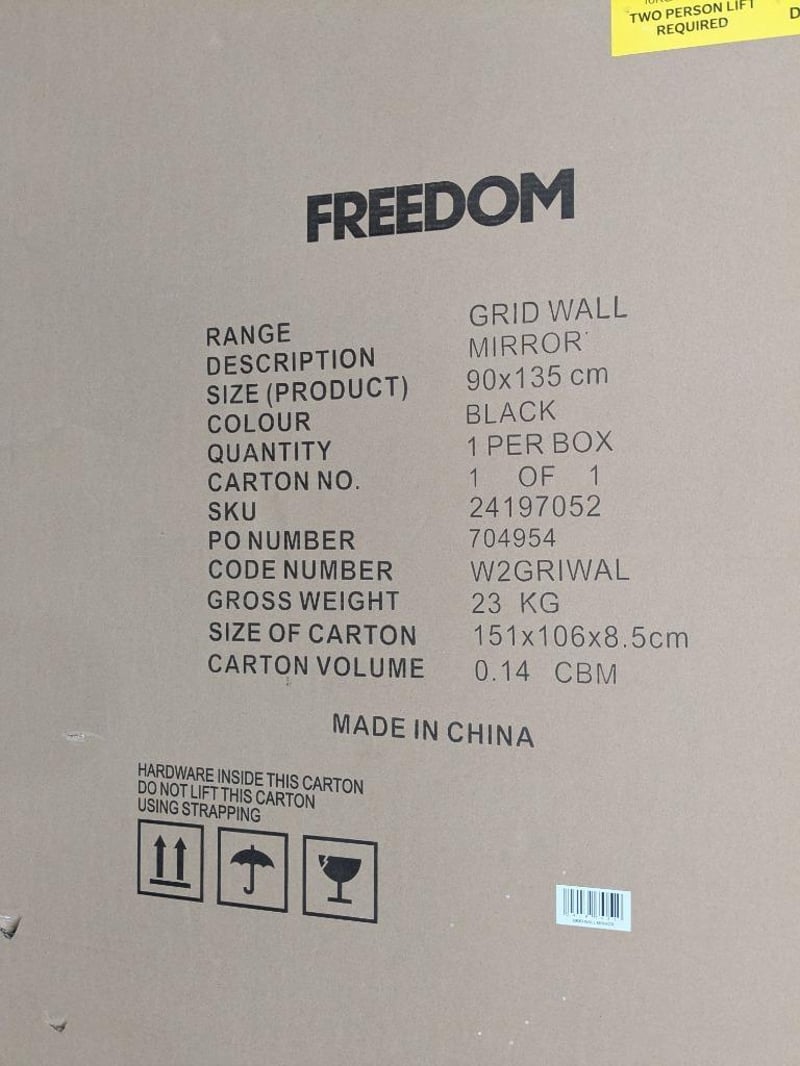 TWO PERSON LIFT
REQUIRED
FREEDOM
RANGE GRID WALL
DESCRIPTION MIRROR
SIZE (PRODUCT) 90x135 cm
COLOUR BLACK
QUANTITY 1 PER BOX
CARTON NO. 1 OF 1
SKU 24197052
PO NUMBER 704954
CODE NUMBER W2GRIWAL
GROSS WEIGHT 23 KG
SIZE OF CARTON 151x106x8.5cm
CARTON VOLUME 0.14 CBM
MADE IN CHINA
HARDWARE INSIDE THIS CARTON
DO NOT LIFT THIS CARTON
USING STRAPPING